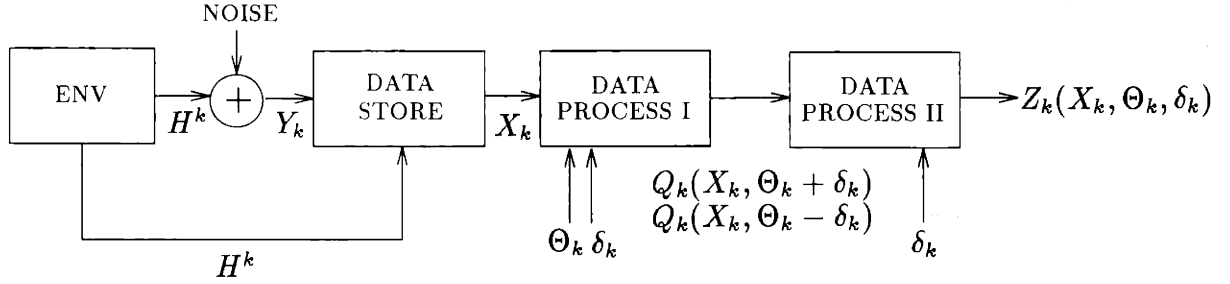 NOISE
ENV
DATA
STORE
DATA
PROCESS I
DATA
PROCESS II
Z_k(X_k, Θ_k, δ_k)
H^k
Y_k
X_k
Q_k(X_k, Θ_k + δ_k)
Q_k(X_k, Θ_k − δ_k)
Θ_k δ_k
δ_k
H^k